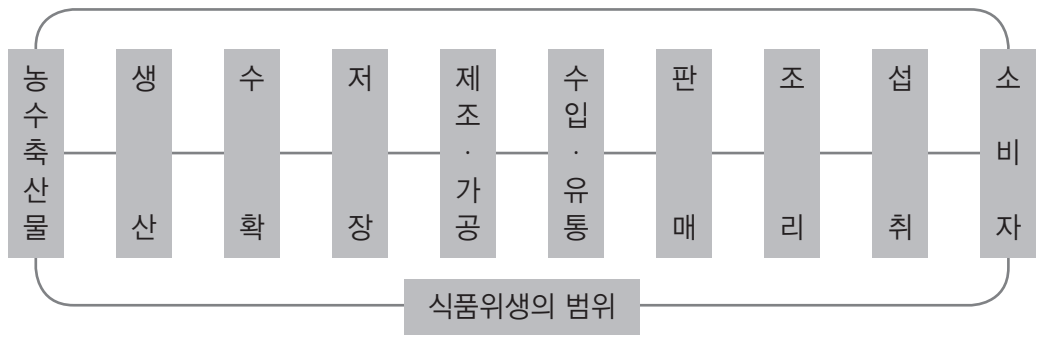 농수축산물
생산
수확
저장
제조·가공
수입·유통
판매
조리
섭취
소비자
식품위생의 범위